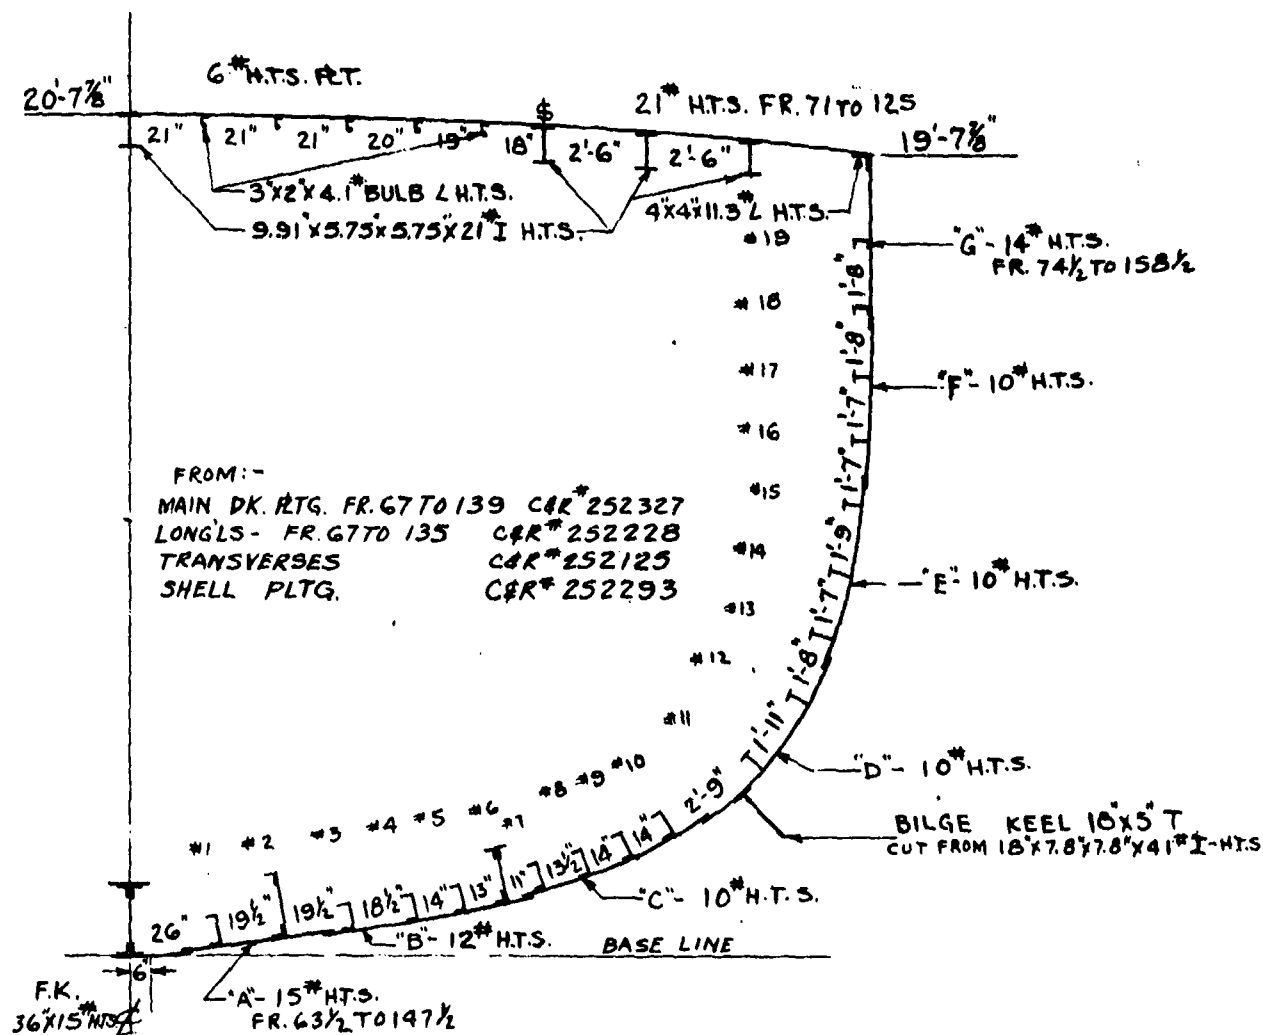 6# H.T.S. PLT.
20'-7⅞"
21# H.T.S. FR. 71 TO 125
19'-7⅞"
21" 21" 21" 20" 19" 18" 2'-6" 2'-6"
3"x2"x4.1# BULB L H.T.S.
4"x4"x11.3# L H.T.S.
9.91"x5.75"x5.75"x21# I H.T.S.
#19
"G"- 14# H.T.S.
FR. 74½ TO 158½
1'-8"
#18
1'-8"
#17
"F"- 10# H.T.S.
1'-7"
#16
1'-7"
#15
1'-9"
#14
"E"- 10# H.T.S.
1'-7"
#13
1'-8"
#12
1'-11"
#11
FROM:-
MAIN DK. PLTG. FR. 67 TO 139 C&R# 252327
LONG'LS- FR. 67 TO 135 C&R# 252228
TRANSVERSES C&R# 252125
SHELL PLTG. C&R# 252293
"D"- 10# H.T.S.
2'-9"
BILGE KEEL 18"x5" T
CUT FROM 18"x7.8"x7.8"x41# I-HTS
#1 #2 #3 #4 #5 #6 #7 #8 #9 #10
26" 19½" 19½" 18½" 14" 13" 11" 13½" 14" 14"
"C"- 10# H.T.S.
"B"- 12# H.T.S.
BASE LINE
6"
F.K.
36"x15# HTS
"A"- 15# HTS.
FR. 63½ TO 147½